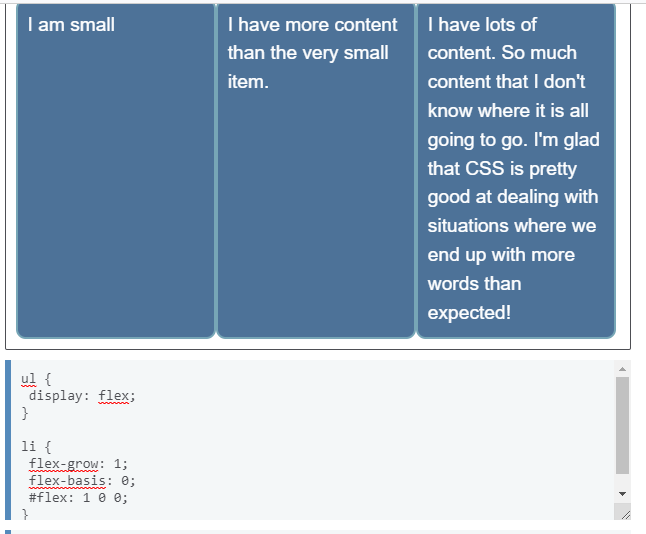 I am small
I have more content
than the very small
item.
I have lots of
content. So much
content that I don't
know where it is all
going to go. I'm glad
that CSS is pretty
good at dealing with
situations where we
end up with more
words than
expected!
ul {
display: flex;
}
li {
flex-grow: 1;
flex-basis: 0;
#flex: 1 0 0;
}